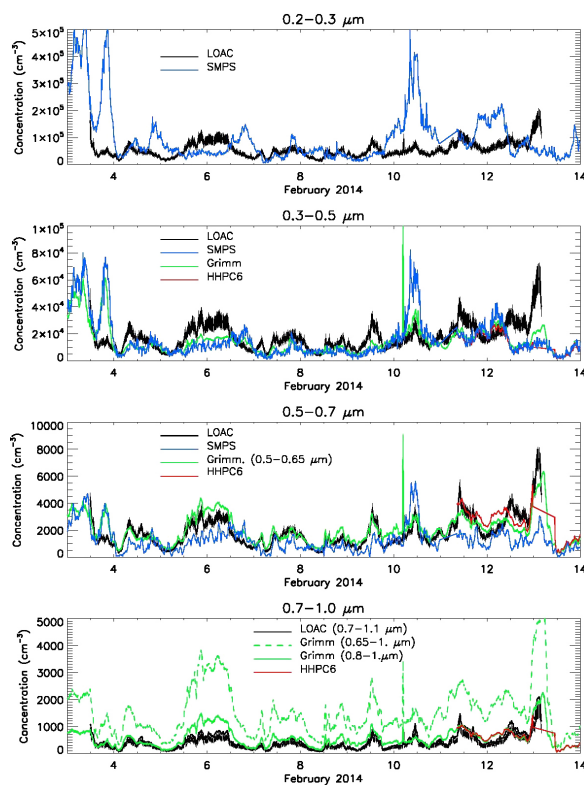 0.2−0.3 μm
Concentration (cm⁻³)
5×10⁵
4×10⁵
3×10⁵
2×10⁵
1×10⁵
0
LOAC
SMPS
4 6 8 10 12 14
February 2014
0.3−0.5 μm
Concentration (cm⁻³)
1×10⁵
8×10⁴
6×10⁴
4×10⁴
2×10⁴
0
LOAC
SMPS
Grimm
HHPC6
4 6 8 10 12 14
February 2014
0.5−0.7 μm
Concentration (cm⁻³)
10000
8000
6000
4000
2000
0
LOAC
SMPS
Grimm. (0.5−0.65 μm)
HHPC6
4 6 8 10 12 14
February 2014
0.7−1.0 μm
Concentration (cm⁻³)
5000
4000
3000
2000
1000
0
LOAC (0.7−1.1 μm)
Grimm (0.65−1. μm)
Grimm (0.8−1.μm)
HHPC6
4 6 8 10 12 14
February 2014